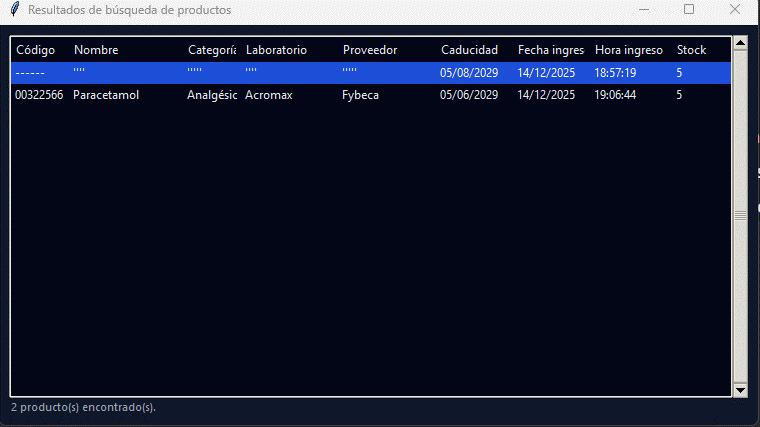 Resultados de búsqueda de productos
Código Nombre Categoría Laboratorio Proveedor Caducidad Fecha ingres Hora ingreso Stock
------ '''' ''''' '''' ''''' 05/08/2029 14/12/2025 18:57:19 5
00322566 Paracetamol Analgésic Acromax Fybeca 05/06/2029 14/12/2025 19:06:44 5
2 producto(s) encontrado(s).